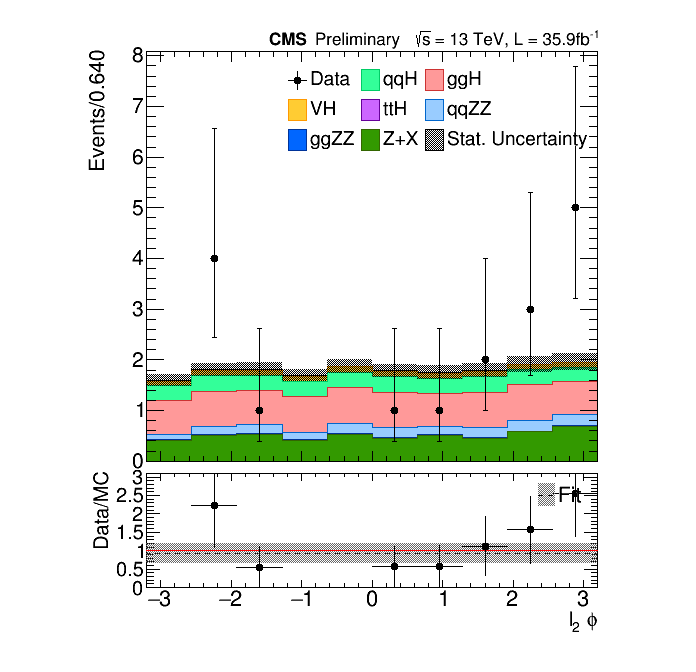 CMS Preliminary √s = 13 TeV, L = 35.9fb⁻¹
Events/0.640
8
7
6
5
4
3
2
1
0
Data qqH ggH
VH ttH qqZZ
ggZZ Z+X Stat. Uncertainty
Data/MC
3
2.5
2
1.5
1
0.5
0
Fit
−3 −2 −1 0 1 2 3
l₂ ϕ